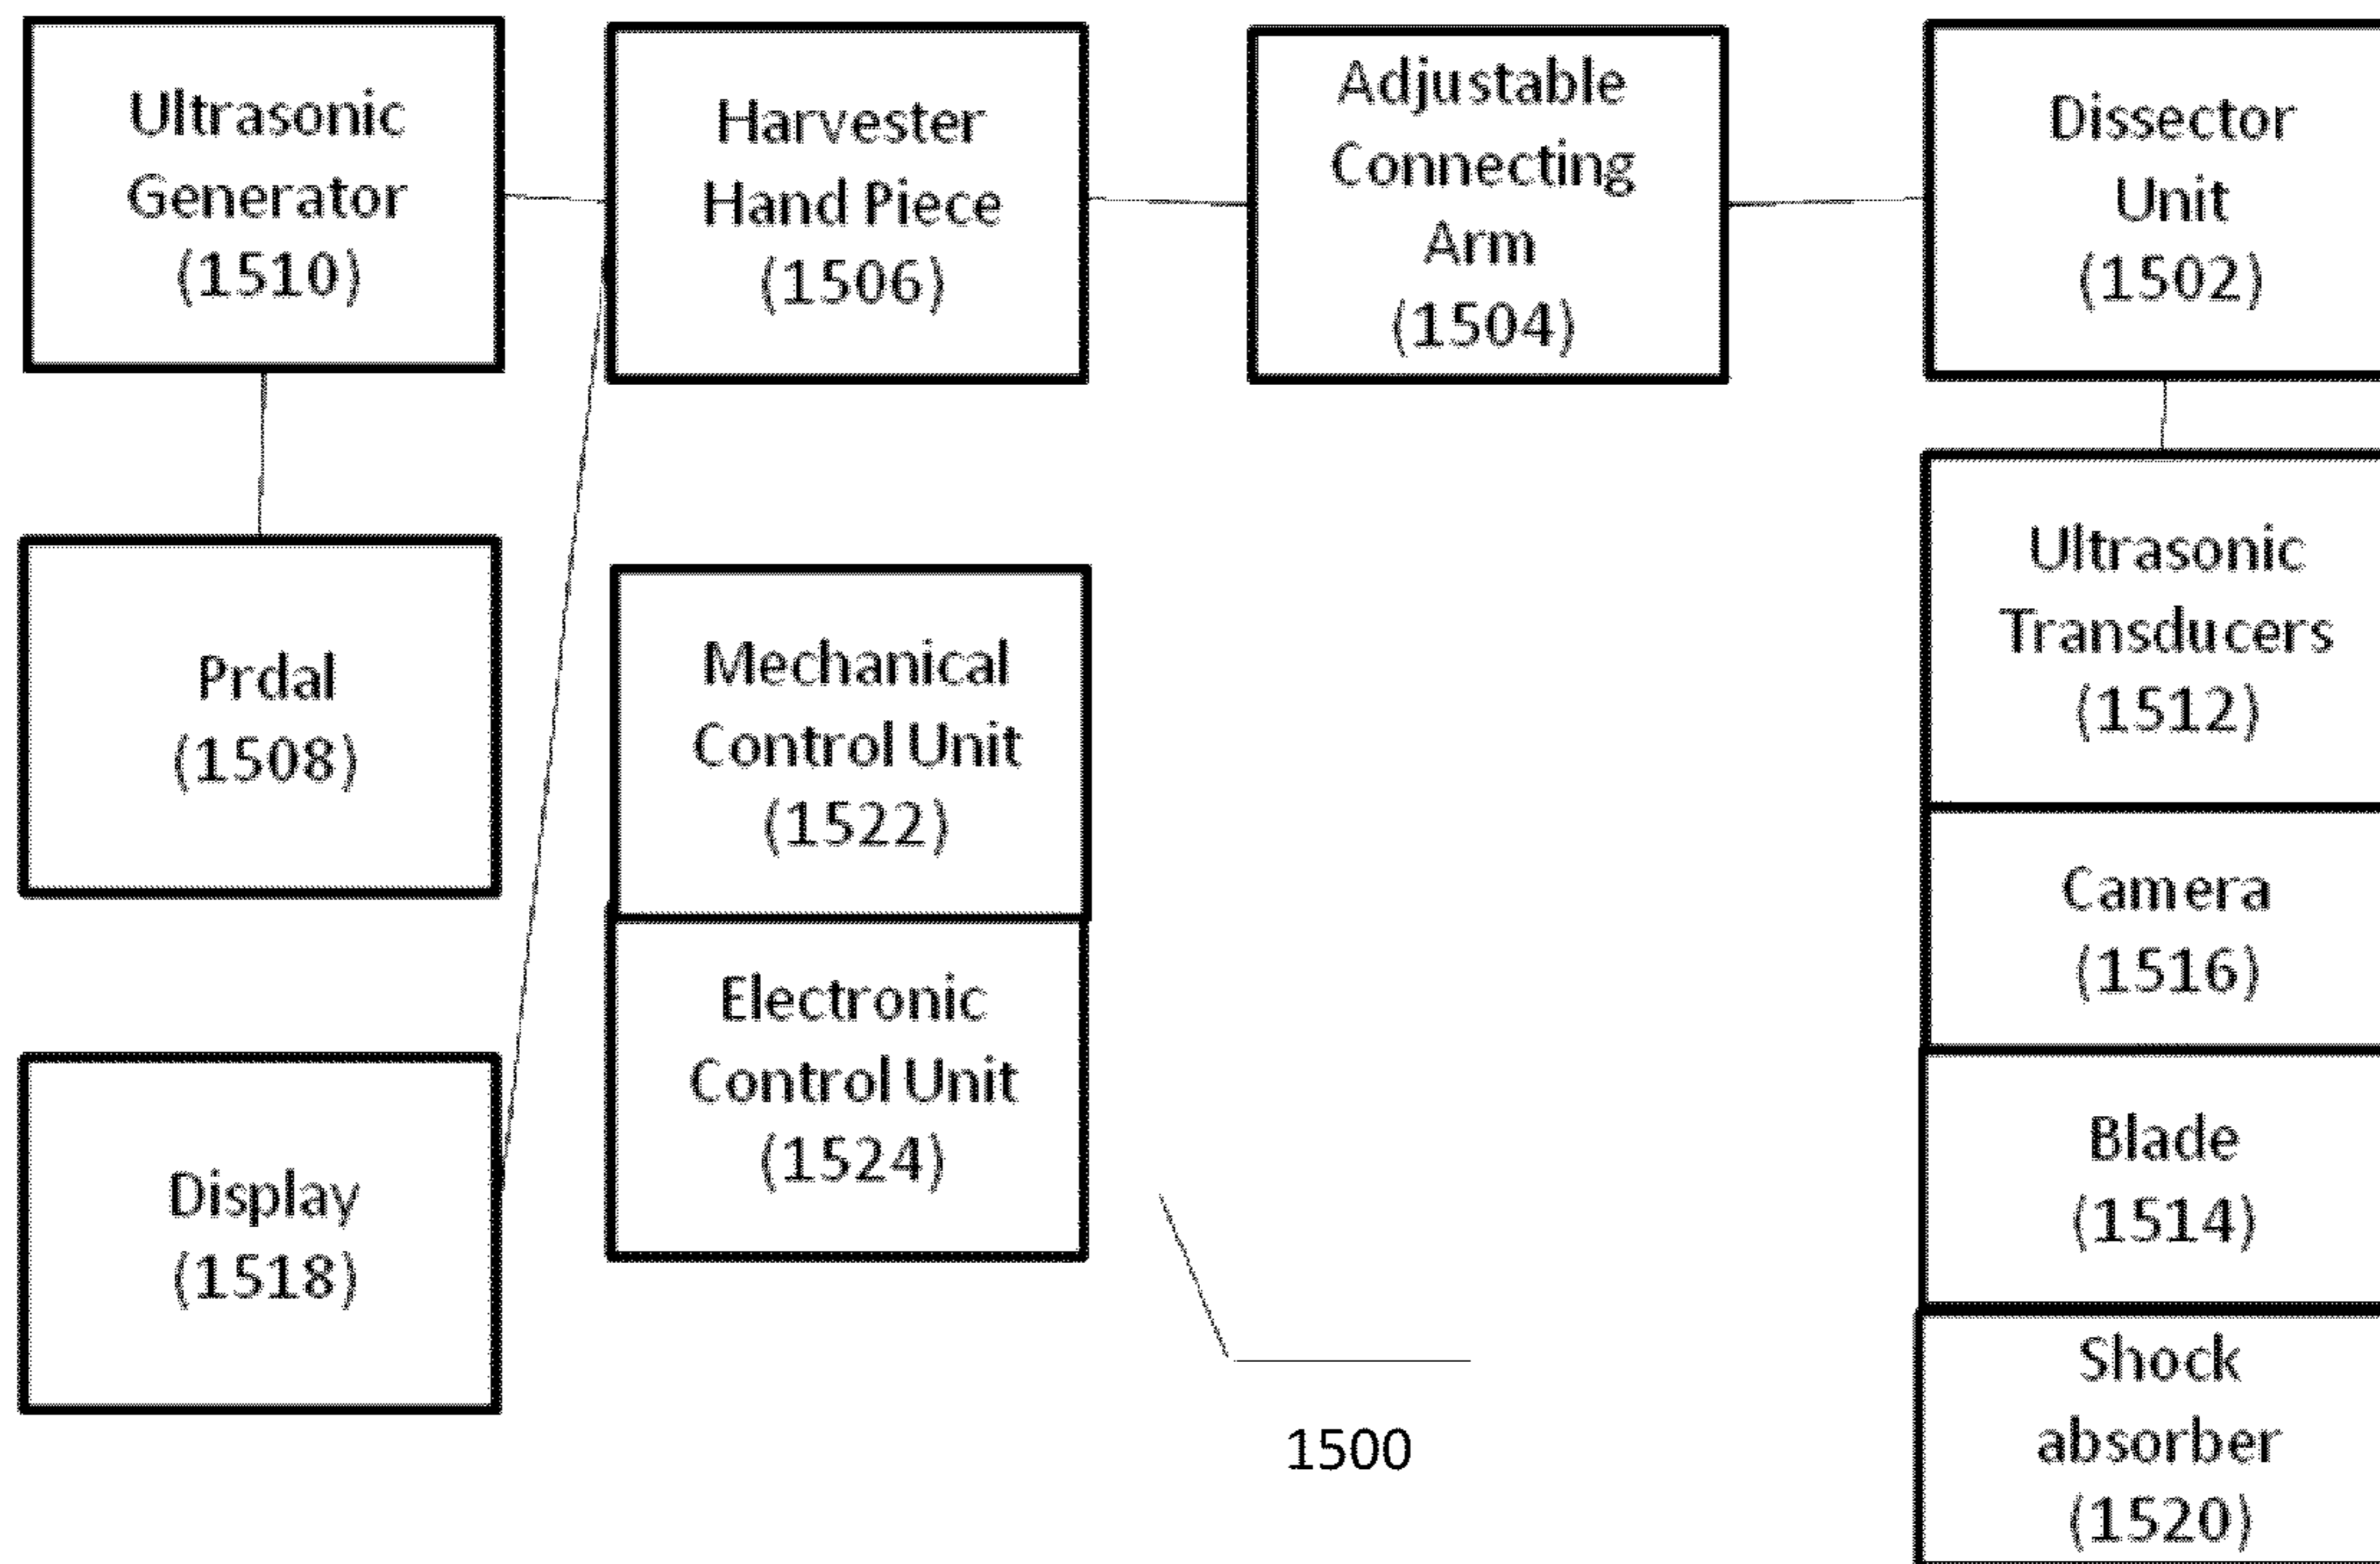 Ultrasonic
Generator
(1510)
Harvester
Hand Piece
(1506)
Adjustable
Connecting
Arm
(1504)
Dissector
Unit
(1502)
Prdal
(1508)
Mechanical
Control Unit
(1522)
Ultrasonic
Transducers
(1512)
Camera
(1516)
Electronic
Control Unit
(1524)
Display
(1518)
Blade
(1514)
Shock
absorber
(1520)
1500